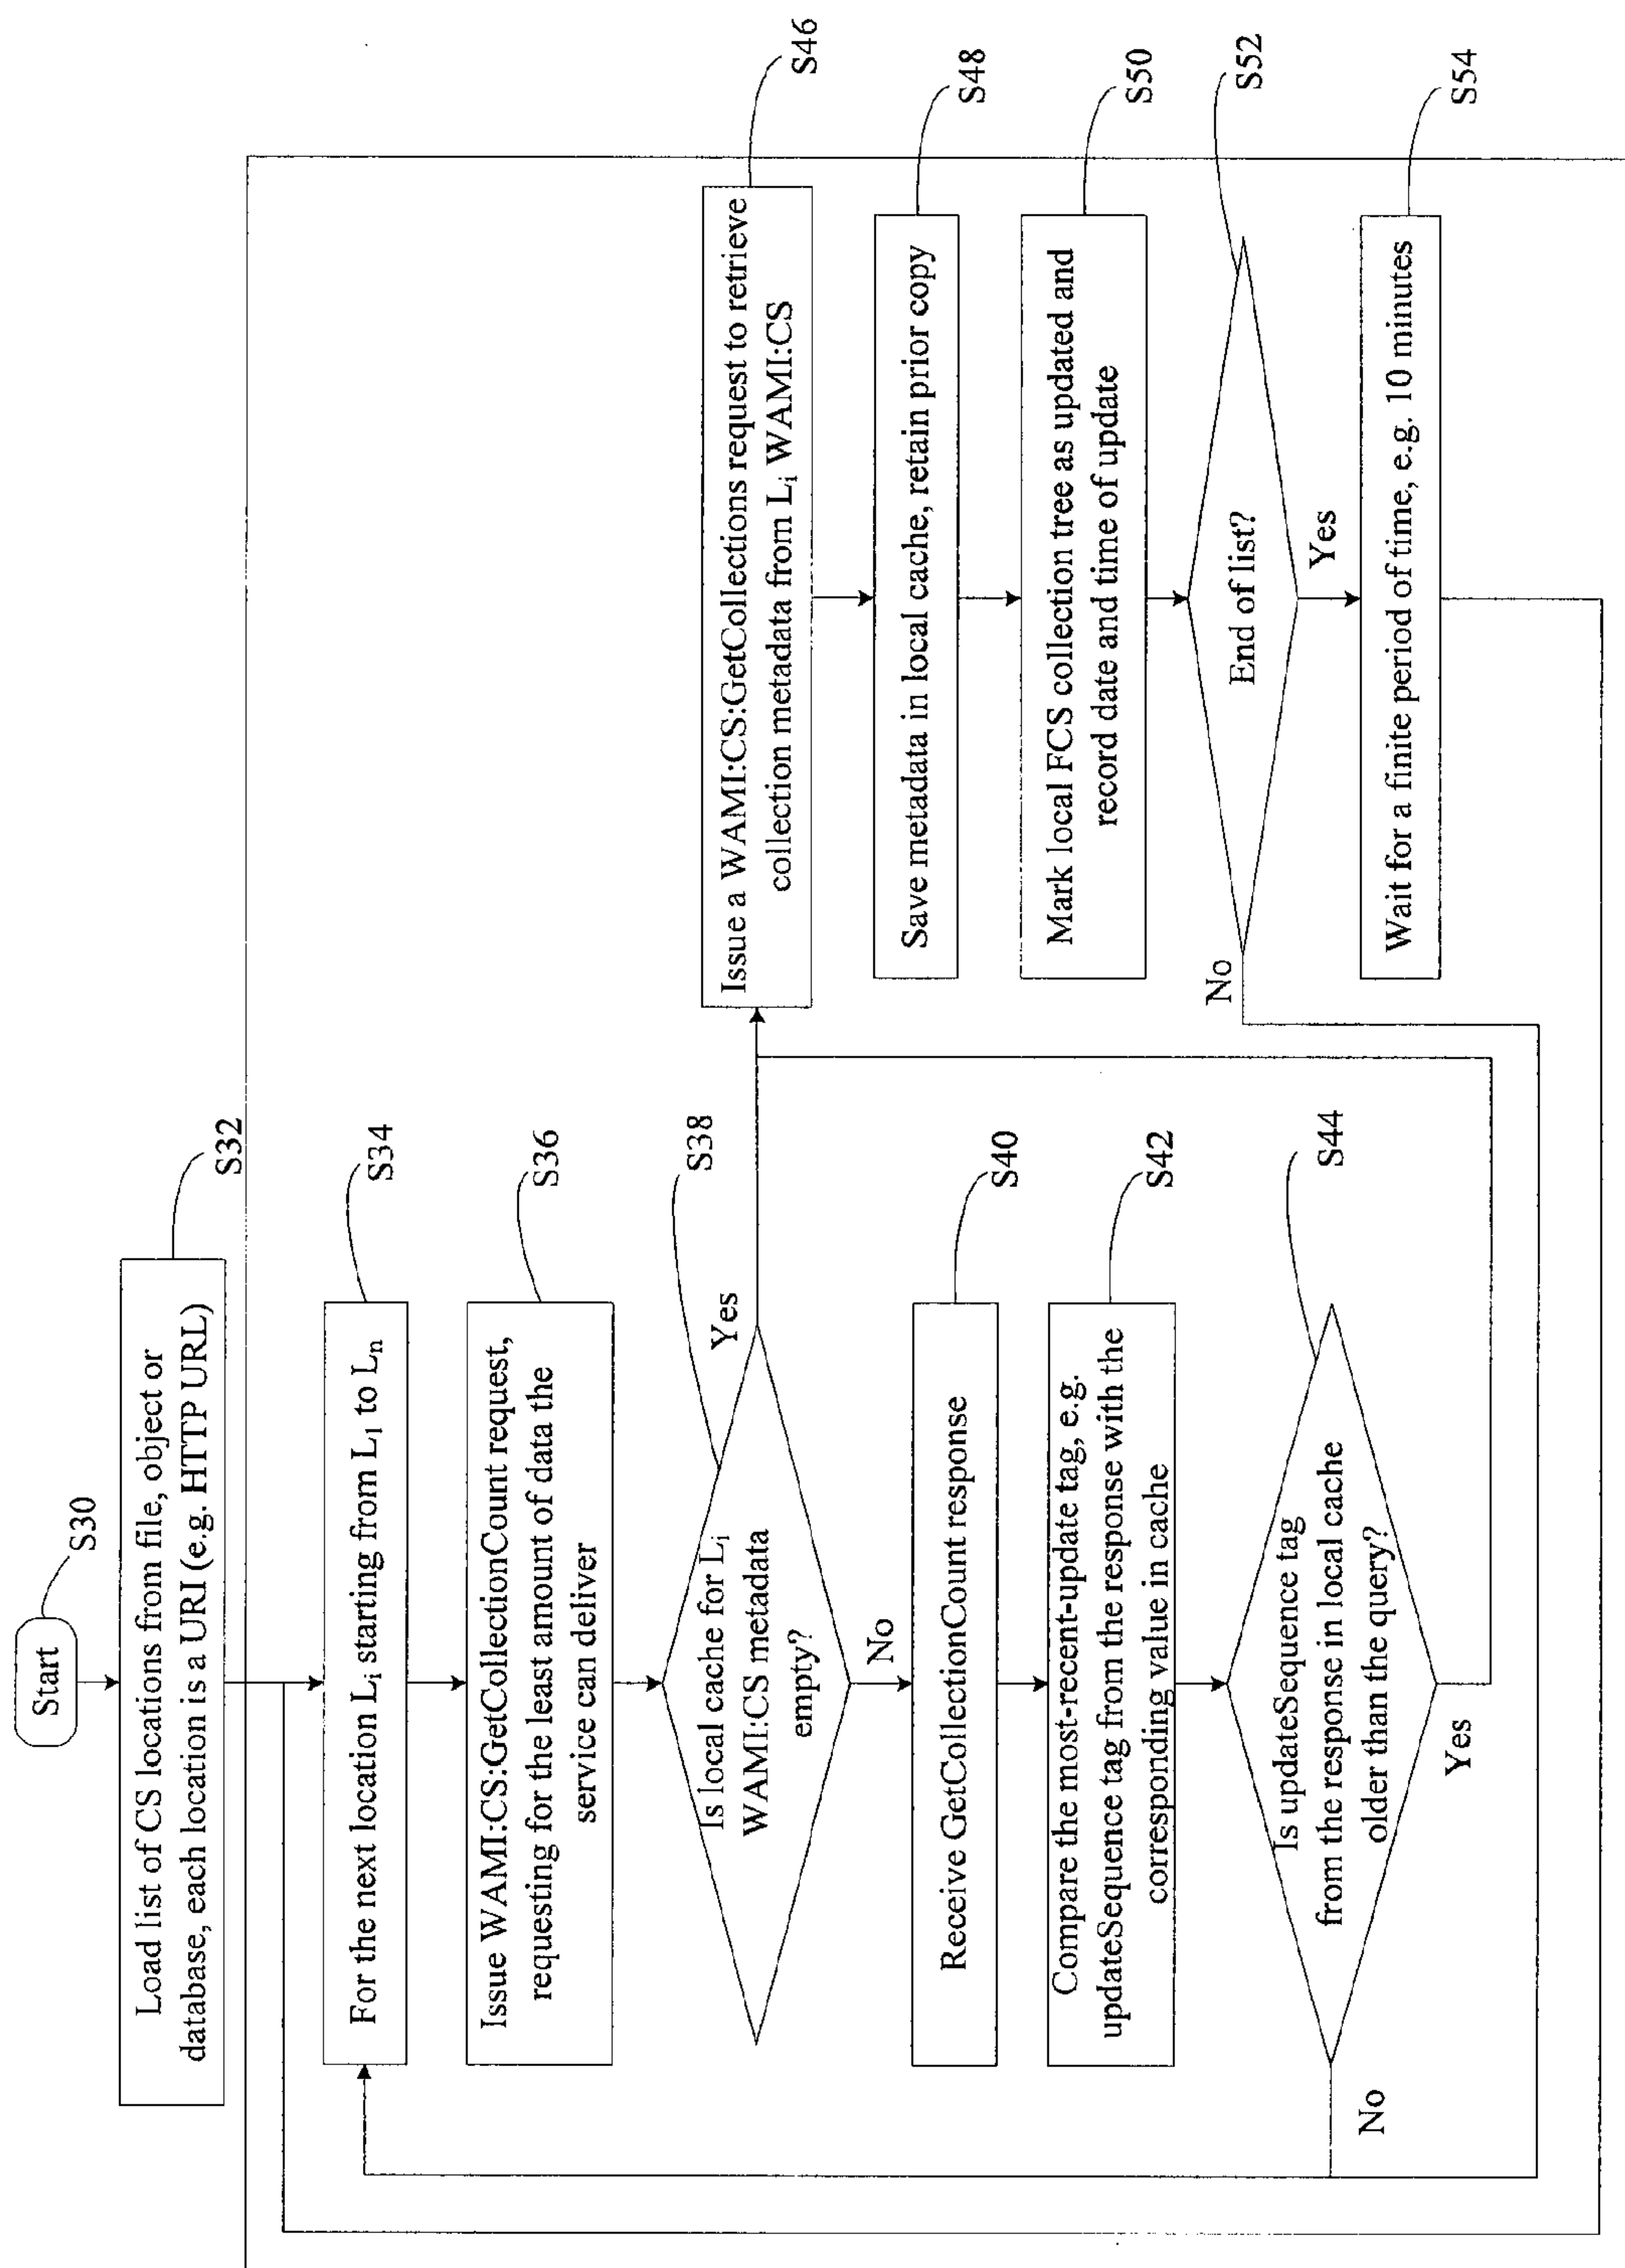 Start
S30
Load list of CS locations from file, object or
database, each location is a URI (e.g. HTTP URL)
S32
For the next location Li starting from L1 to Ln
S34
Issue WAMI:CS:GetCollectionCount request,
requesting for the least amount of data the
service can deliver
S36
Is local cache for Li
WAMI:CS metadata
empty?
S38
Yes
No
Receive GetCollectionCount response
S40
Compare the most-recent-update tag, e.g.
updateSequence tag from the response with the
corresponding value in cache
S42
Is updateSequence tag
from the response in local cache
older than the query?
S44
No
Yes
Issue a WAMI:CS:GetCollections request to retrieve
collection metadata from Li WAMI:CS
S46
Save metadata in local cache, retain prior copy
S48
Mark local FCS collection tree as updated and
record date and time of update
S50
End of list?
S52
No
Yes
Wait for a finite period of time, e.g. 10 minutes
S54